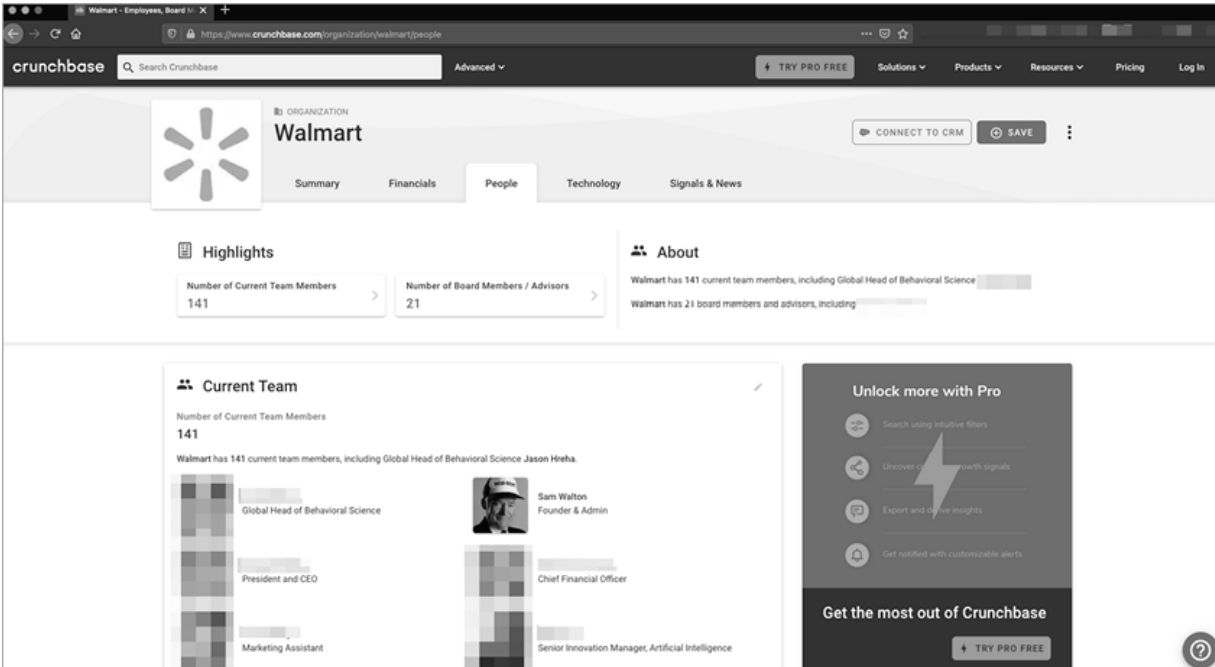 Walmart - Employees, Board M
https://www.crunchbase.com/organization/walmart/people
crunchbase
Search Crunchbase
Advanced
TRY PRO FREE
Solutions
Products
Resources
Pricing
Log In
ORGANIZATION
Walmart
CONNECT TO CRM
SAVE
Summary
Financials
People
Technology
Signals & News
Highlights
Number of Current Team Members
141
Number of Board Members / Advisors
21
About
Walmart has 141 current team members, including Global Head of Behavioral Science
Walmart has 21 board members and advisors, including
Current Team
Number of Current Team Members
141
Walmart has 141 current team members, including Global Head of Behavioral Science Jason Hreha.
Global Head of Behavioral Science
Sam Walton
Founder & Admin
President and CEO
Chief Financial Officer
Marketing Assistant
Senior Innovation Manager, Artificial Intelligence
Unlock more with Pro
Search using intuitive filters
Uncover growth signals
Export and insights
Get notified with customizable alerts
Get the most out of Crunchbase
TRY PRO FREE